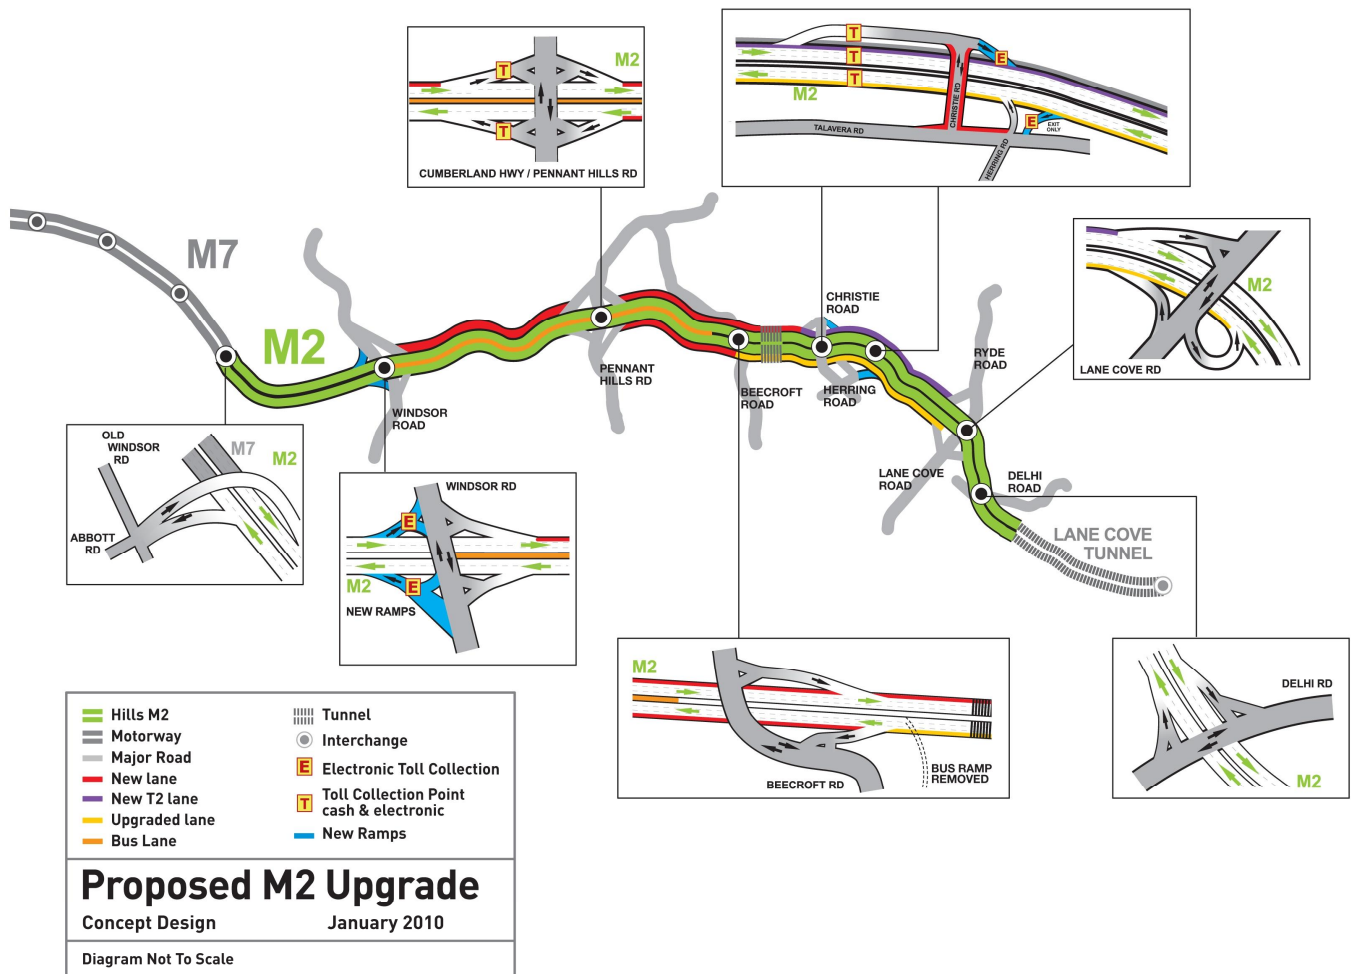 M2
T
T
CUMBERLAND HWY / PENNANT HILLS RD
T
T
T
E
M2
CHRISTIE RD
E
EXIT
ONLY
TALAVERA RD
HERRING RD
M2
LANE COVE RD
M7
M2
CHRISTIE
ROAD
RYDE
ROAD
PENNANT
HILLS RD
BEECROFT
ROAD
HERRING
ROAD
WINDSOR
ROAD
LANE COVE
ROAD
DELHI
ROAD
LANE COVE
TUNNEL
OLD
WINDSOR
RD
M7
M2
ABBOTT
RD
WINDSOR RD
E
M2
E
NEW RAMPS
M2
BUS RAMP
REMOVED
BEECROFT RD
DELHI RD
M2
Hills M2
Motorway
Major Road
New lane
New T2 lane
Upgraded lane
Bus Lane
Tunnel
Interchange
E Electronic Toll Collection
T Toll Collection Point
cash & electronic
New Ramps
Proposed M2 Upgrade
Concept Design January 2010
Diagram Not To Scale